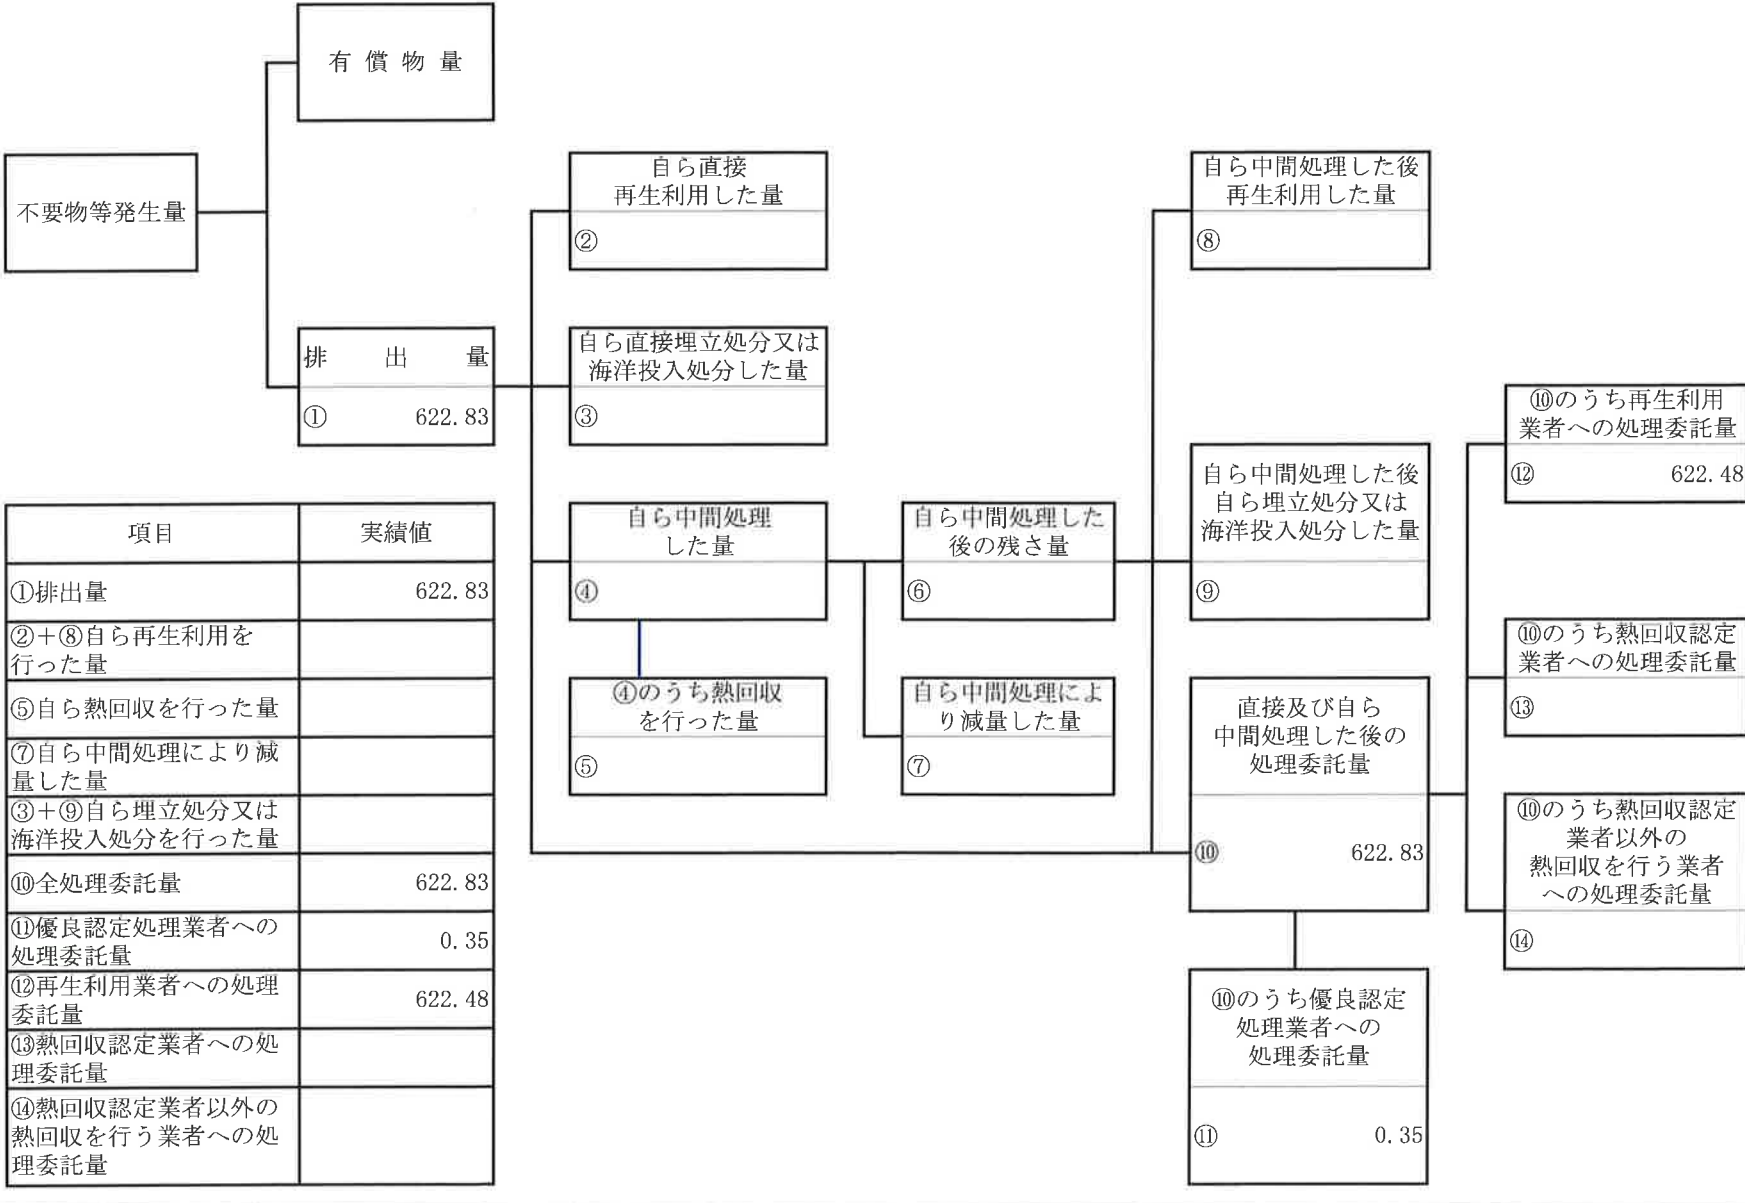 有償物量
不要物等発生量
排出量
① 622.83
自ら直接
再生利用した量
②
自ら直接埋立処分又は
海洋投入処分した量
③
自ら中間処理
した量
④
④のうち熱回収
を行った量
⑤
自ら中間処理した
後の残さ量
⑥
自ら中間処理によ
り減量した量
⑦
自ら中間処理した後
再生利用した量
⑧
自ら中間処理した後
自ら埋立処分又は
海洋投入処分した量
⑨
直接及び自ら
中間処理した後の
処理委託量
⑩ 622.83
⑩のうち優良認定
処理業者への
処理委託量
⑪ 0.35
⑩のうち再生利用
業者への処理委託量
⑫ 622.48
⑩のうち熱回収認定
業者への処理委託量
⑬
⑩のうち熱回収認定
業者以外の
熱回収を行う業者
への処理委託量
⑭
項目 実績値
①排出量 622.83
②+⑧自ら再生利用を
行った量
⑤自ら熱回収を行った量
⑦自ら中間処理により減
量した量
③+⑨自ら埋立処分又は
海洋投入処分を行った量
⑩全処理委託量 622.83
⑪優良認定処理業者への
処理委託量 0.35
⑫再生利用業者への処理
委託量 622.48
⑬熱回収認定業者への処
理委託量
⑭熱回収認定業者以外の
熱回収を行う業者への処
理委託量